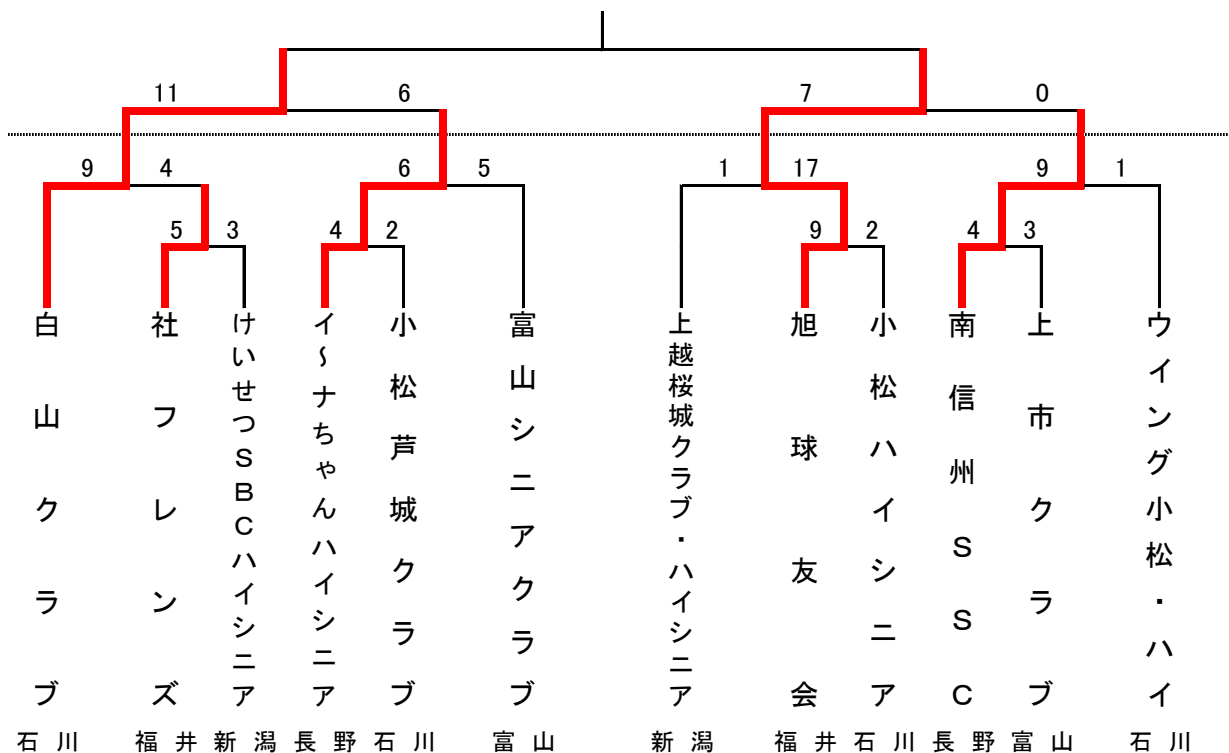 11 6 7 0
9 4 6 5 1 17 9 1
5 3 4 2 9 2 4 3
白山クラブ
社フレンズ
けいせつSBCハイシニア
イ～ナちゃんハイシニア
小松芦城クラブ
富山シニアクラブ
上越桜城クラブ・ハイシニア
旭球友会
小松ハイシニア
南信州SSC
上市クラブ
ウイング小松・ハイ
石川 福井 新潟 長野 石川 富山 新潟 福井 石川 長野 富山 石川